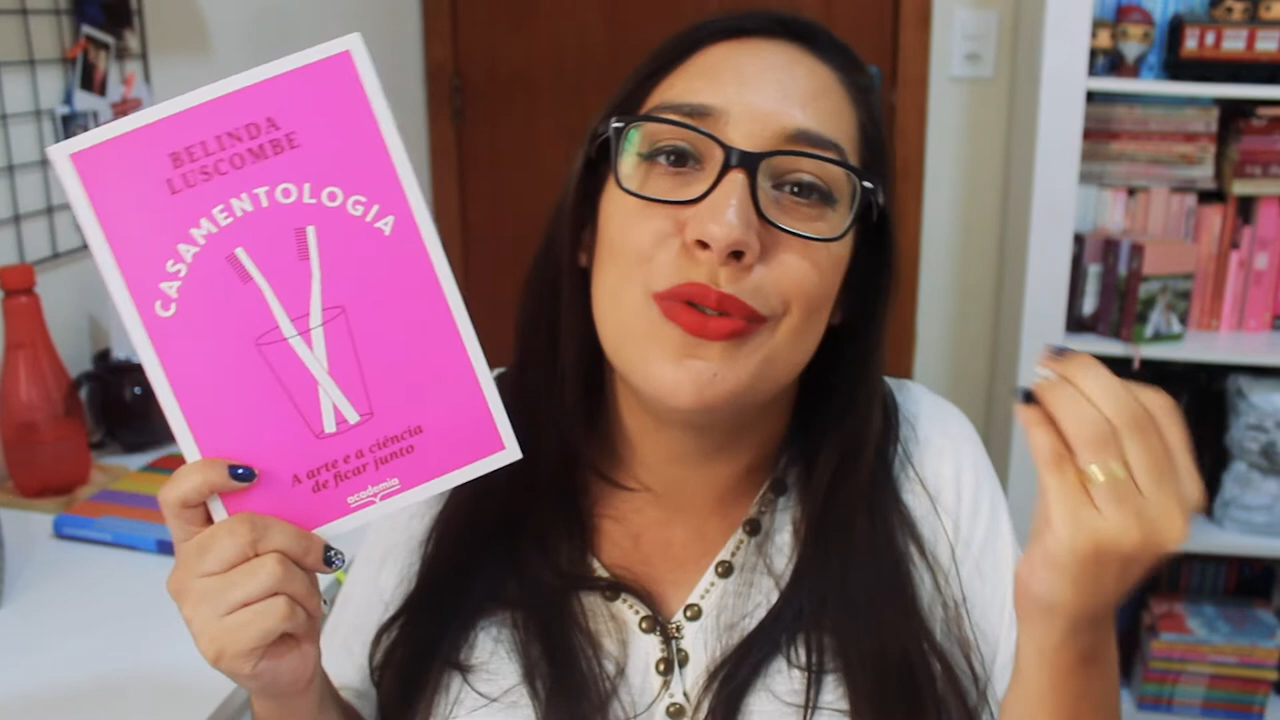 BELINDA
LUSCOMBE
CASAMENTOLOGIA
A arte e a ciência
de ficar junto
academia